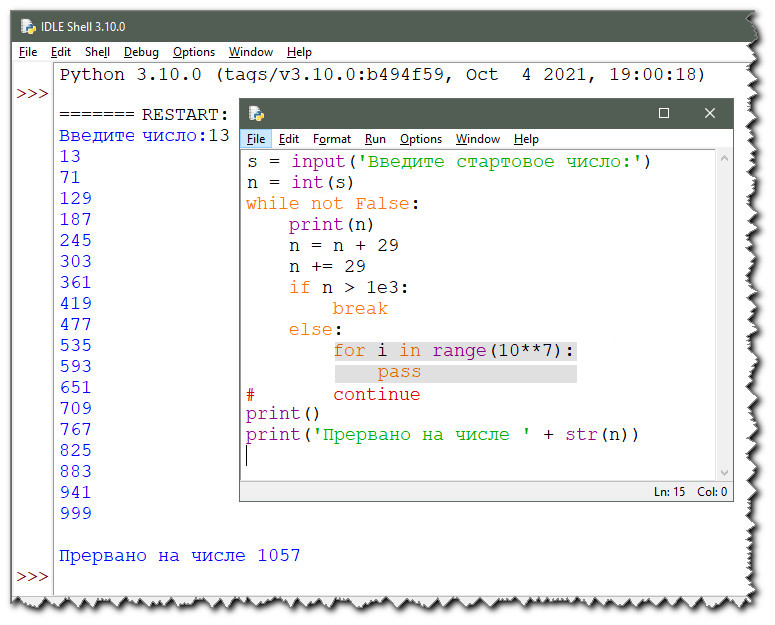 IDLE Shell 3.10.0
File Edit Shell Debug Options Window Help
Python 3.10.0 (tags/v3.10.0:b494f59, Oct  4 2021, 19:00:18)
>>>
======= RESTART:
Введите число:13
13
71
129
187
245
303
361
419
477
535
593
651
709
767
825
883
941
999
Прервано на числе 1057
>>>
File Edit Format Run Options Window Help
s = input('Введите стартовое число:')
n = int(s)
while not False:
    print(n)
    n = n + 29
    n += 29
    if n > 1e3:
        break
    else:
        for i in range(10**7):
            pass
#       continue
print()
print('Прервано на числе ' + str(n))
Ln: 15 Col: 0